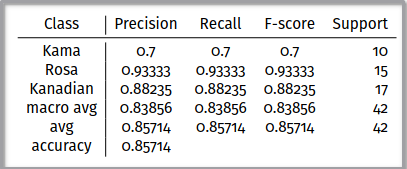 Class Precision Recall F-score Support
Kama 0.7 0.7 0.7 10
Rosa 0.93333 0.93333 0.93333 15
Kanadian 0.88235 0.88235 0.88235 17
macro avg 0.83856 0.83856 0.83856 42
avg 0.85714 0.85714 0.85714 42
accuracy 0.85714